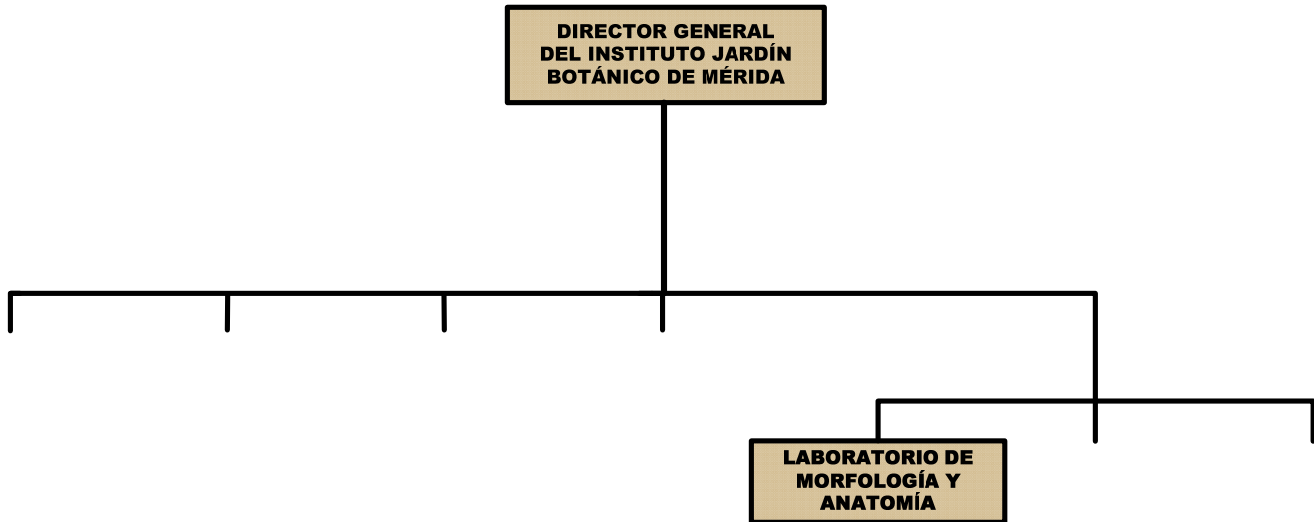 DIRECTOR GENERAL
DEL INSTITUTO JARDÍN
BOTÁNICO DE MÉRIDA
LABORATORIO DE
MORFOLOGÍA Y
ANATOMÍA